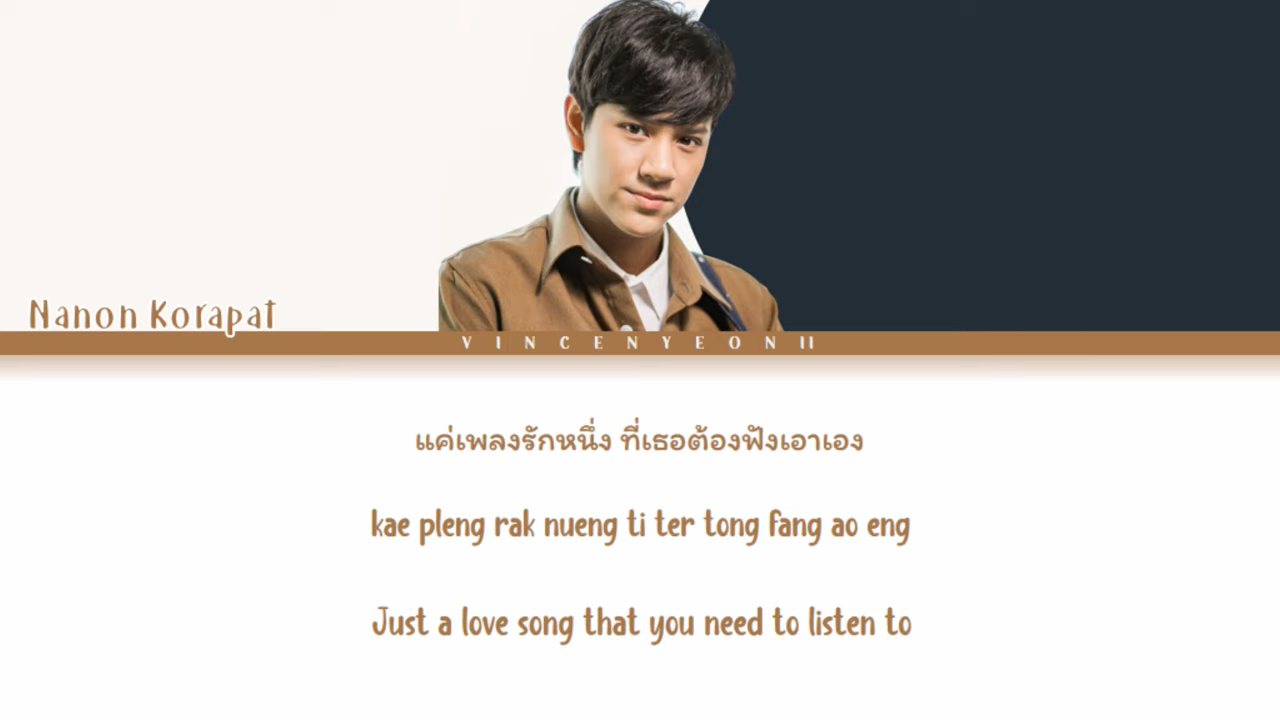 Nanon Korapat
VINCENYEONII
แค่เพลงรักหนึ่ง ที่เธอต้องฟังเอาเอง
kae pleng rak nueng ti ter tong fang ao eng
Just a love song that you need to listen to